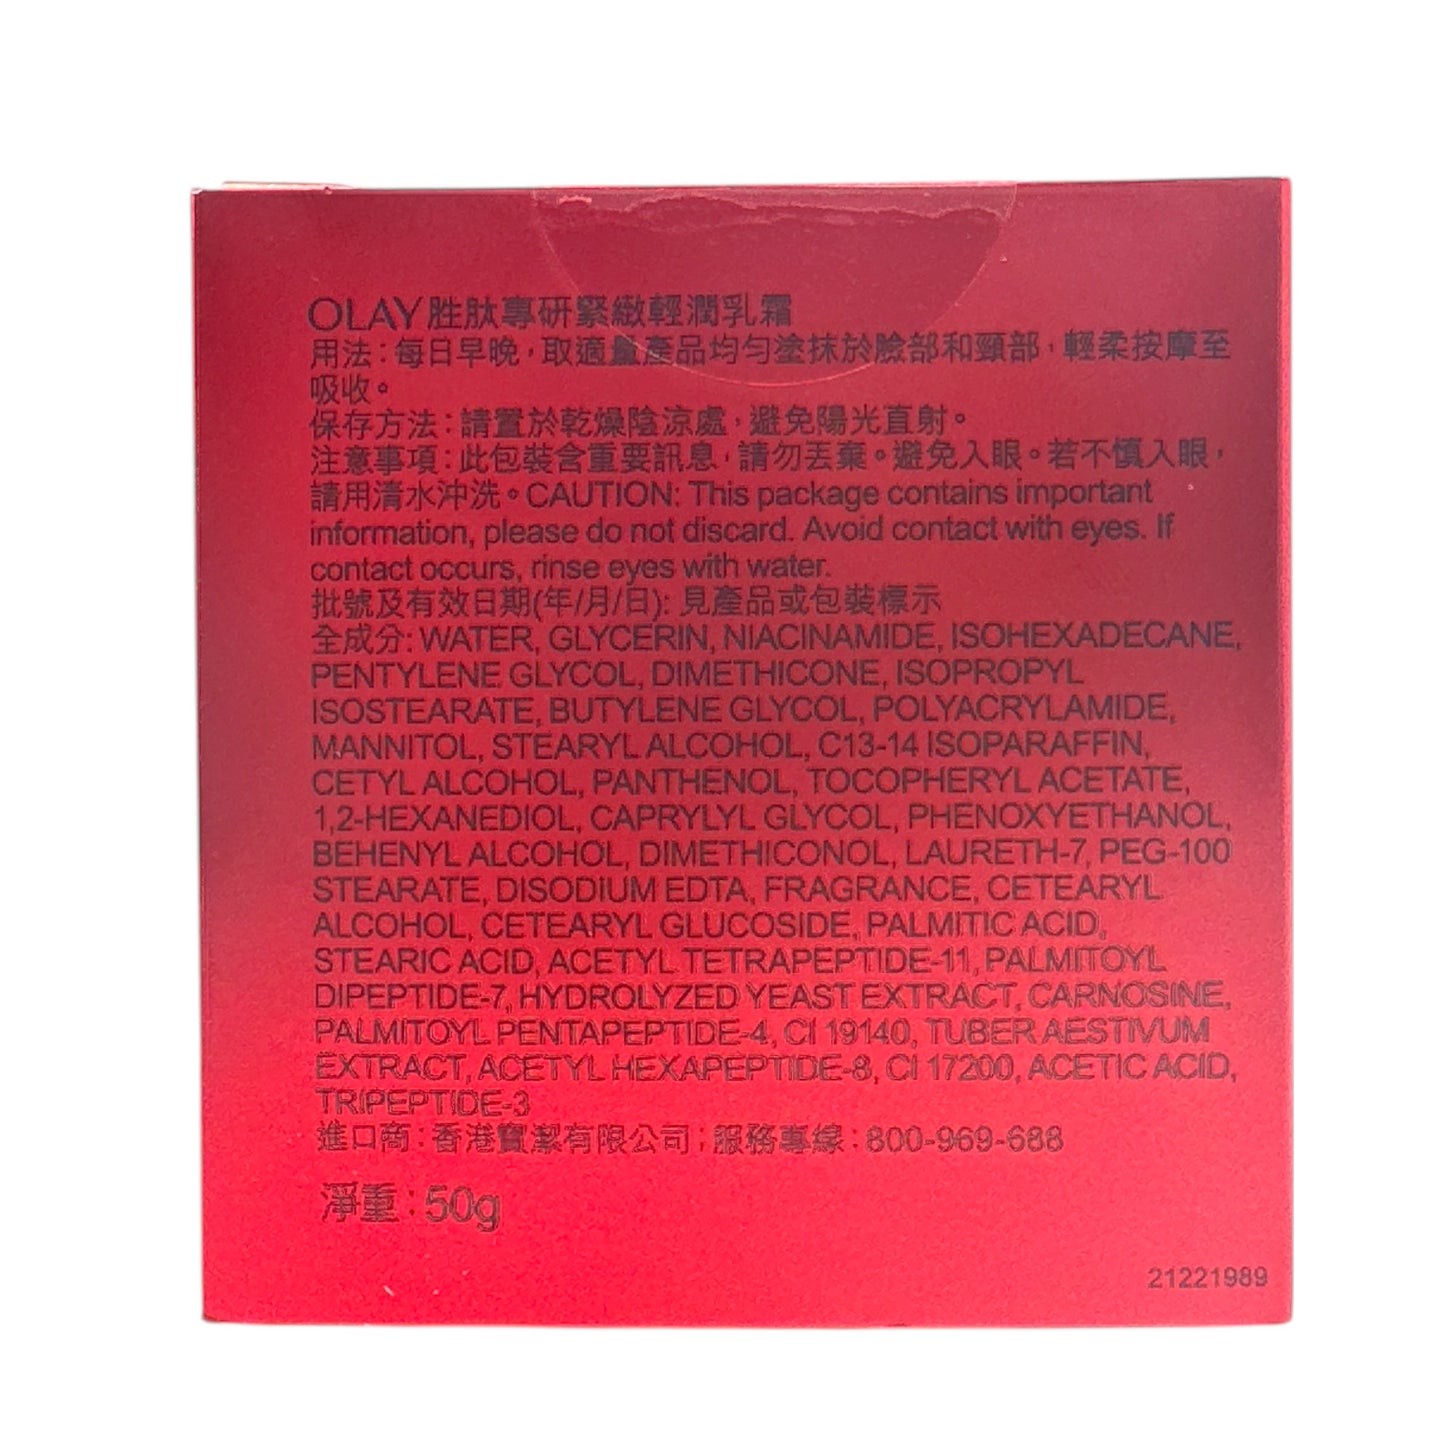 OLAY 胜肽專研緊緻輕潤乳霜
用法：每日早晚，取適量產品均勻塗抹於臉部和頸部，輕柔按摩至
吸收。
保存方法：請置於乾燥陰涼處，避免陽光直射。
注意事項：此包裝含重要訊息，請勿丟棄。避免入眼。若不慎入眼，
請用清水沖洗。CAUTION: This package contains important
information, please do not discard. Avoid contact with eyes. If
contact occurs, rinse eyes with water.
批號及有效日期(年/月/日): 見產品或包裝標示
全成分: WATER, GLYCERIN, NIACINAMIDE, ISOHEXADECANE,
PENTYLENE GLYCOL, DIMETHICONE, ISOPROPYL
ISOSTEARATE, BUTYLENE GLYCOL, POLYACRYLAMIDE,
MANNITOL, STEARYL ALCOHOL, C13-14 ISOPARAFFIN,
CETYL ALCOHOL, PANTHENOL, TOCOPHERYL ACETATE,
1,2-HEXANEDIOL, CAPRYLYL GLYCOL, PHENOXYETHANOL,
BEHENYL ALCOHOL, DIMETHICONOL, LAURETH-7, PEG-100
STEARATE, DISODIUM EDTA, FRAGRANCE, CETEARYL
ALCOHOL, CETEARYL GLUCOSIDE, PALMITIC ACID,
STEARIC ACID, ACETYL TETRAPEPTIDE-11, PALMITOYL
DIPEPTIDE-7, HYDROLYZED YEAST EXTRACT, CARNOSINE,
PALMITOYL PENTAPEPTIDE-4, CI 19140, TUBER AESTIVUM
EXTRACT, ACETYL HEXAPEPTIDE-8, CI 17200, ACETIC ACID,
TRIPEPTIDE-3
進口商：香港寶潔有限公司；服務專線：800-969-688
淨重：50g
21221989